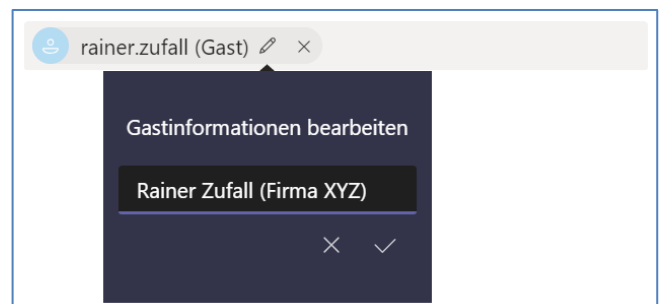 rainer.zufall (Gast)
Gastinformationen bearbeiten
Rainer Zufall (Firma XYZ)